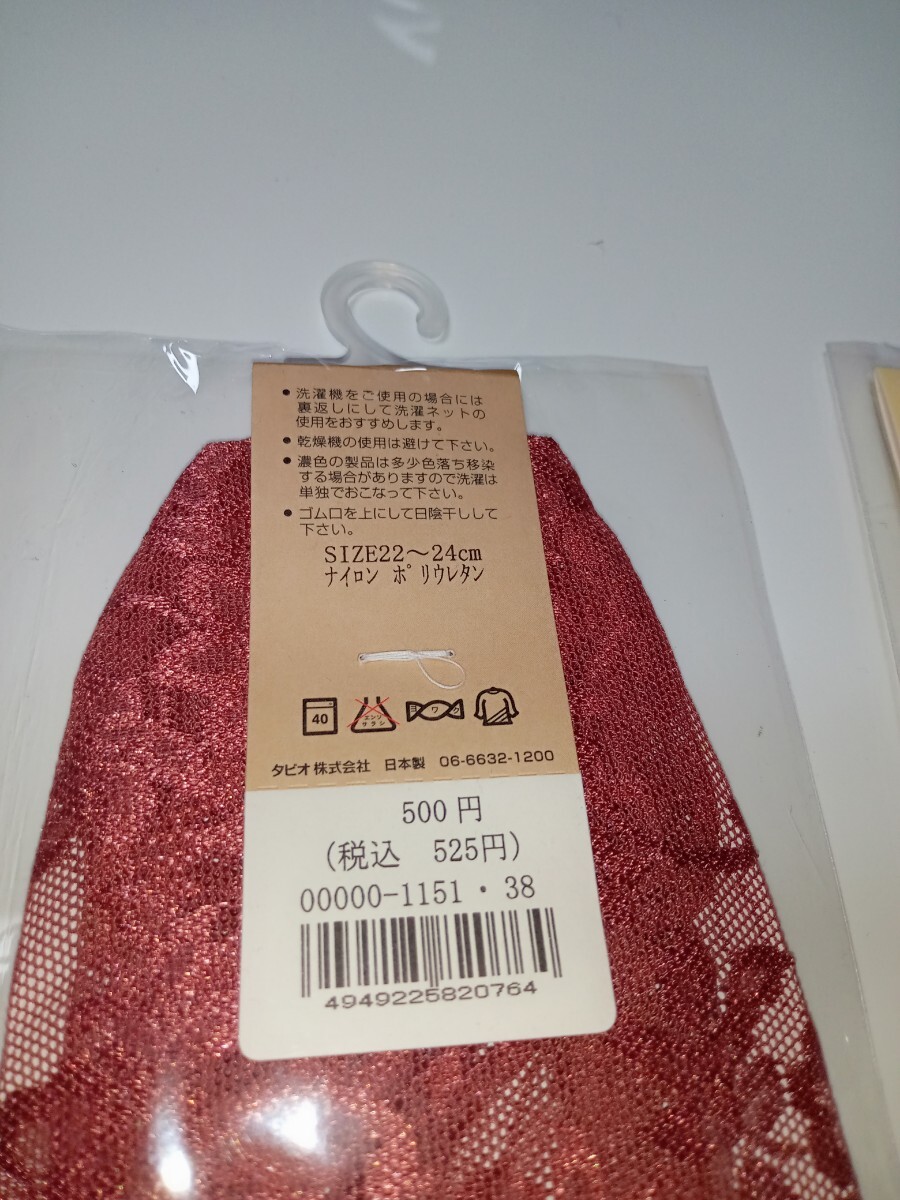 ● 洗濯機をご使用の場合には
裏返しにして洗濯ネットの
使用をおすすめします。
● 乾燥機の使用は避けて下さい。
● 濃色の製品は多少色落ち移染
する場合がありますので洗濯は
単独でおこなって下さい。
● ゴム口を上にして日陰干しして
下さい。
SIZE22～24cm
ナイロン ポリウレタン
40 エンソ サラシ ヨワク
タビオ株式会社 日本製 06-6632-1200
500円
(税込 525円)
00000-1151・38
4949225820764